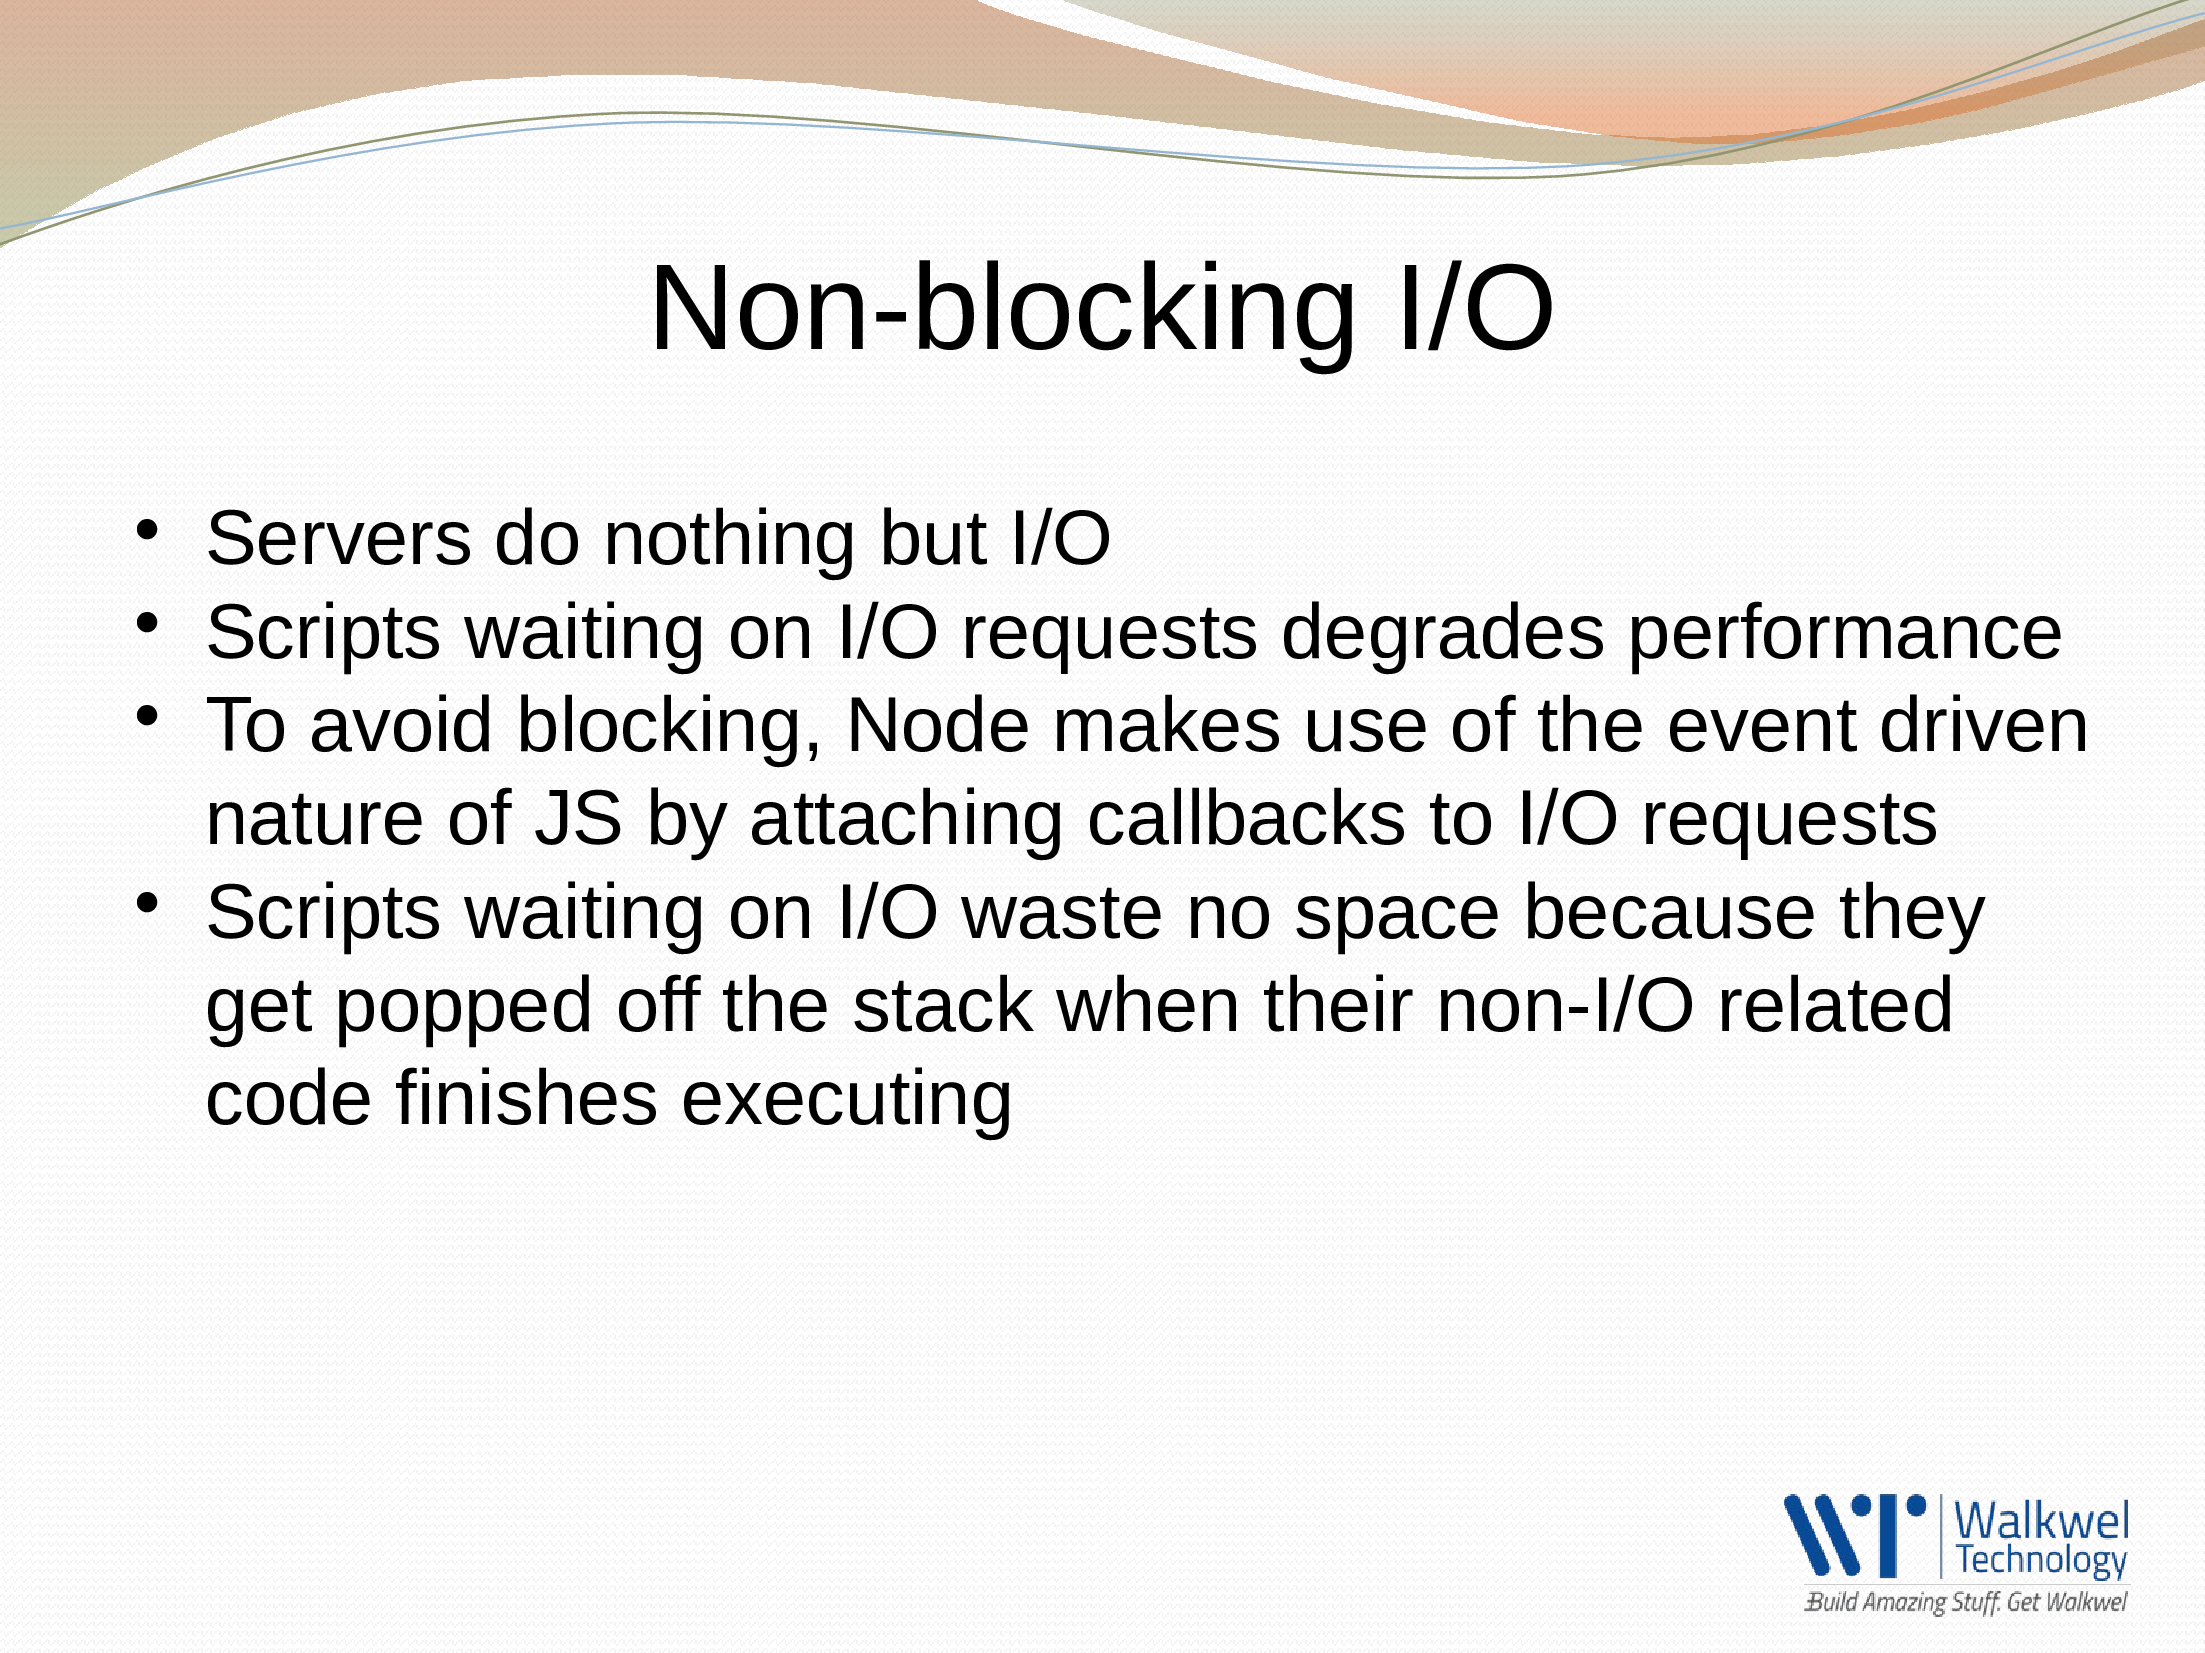 Non-blocking I/O
• Servers do nothing but I/O
• Scripts waiting on I/O requests degrades performance
• To avoid blocking, Node makes use of the event driven
nature of JS by attaching callbacks to I/O requests
• Scripts waiting on I/O waste no space because they
get popped off the stack when their non-I/O related
code finishes executing
WT
Walkwel
Technology
Build Amazing Stuff. Get Walkwel